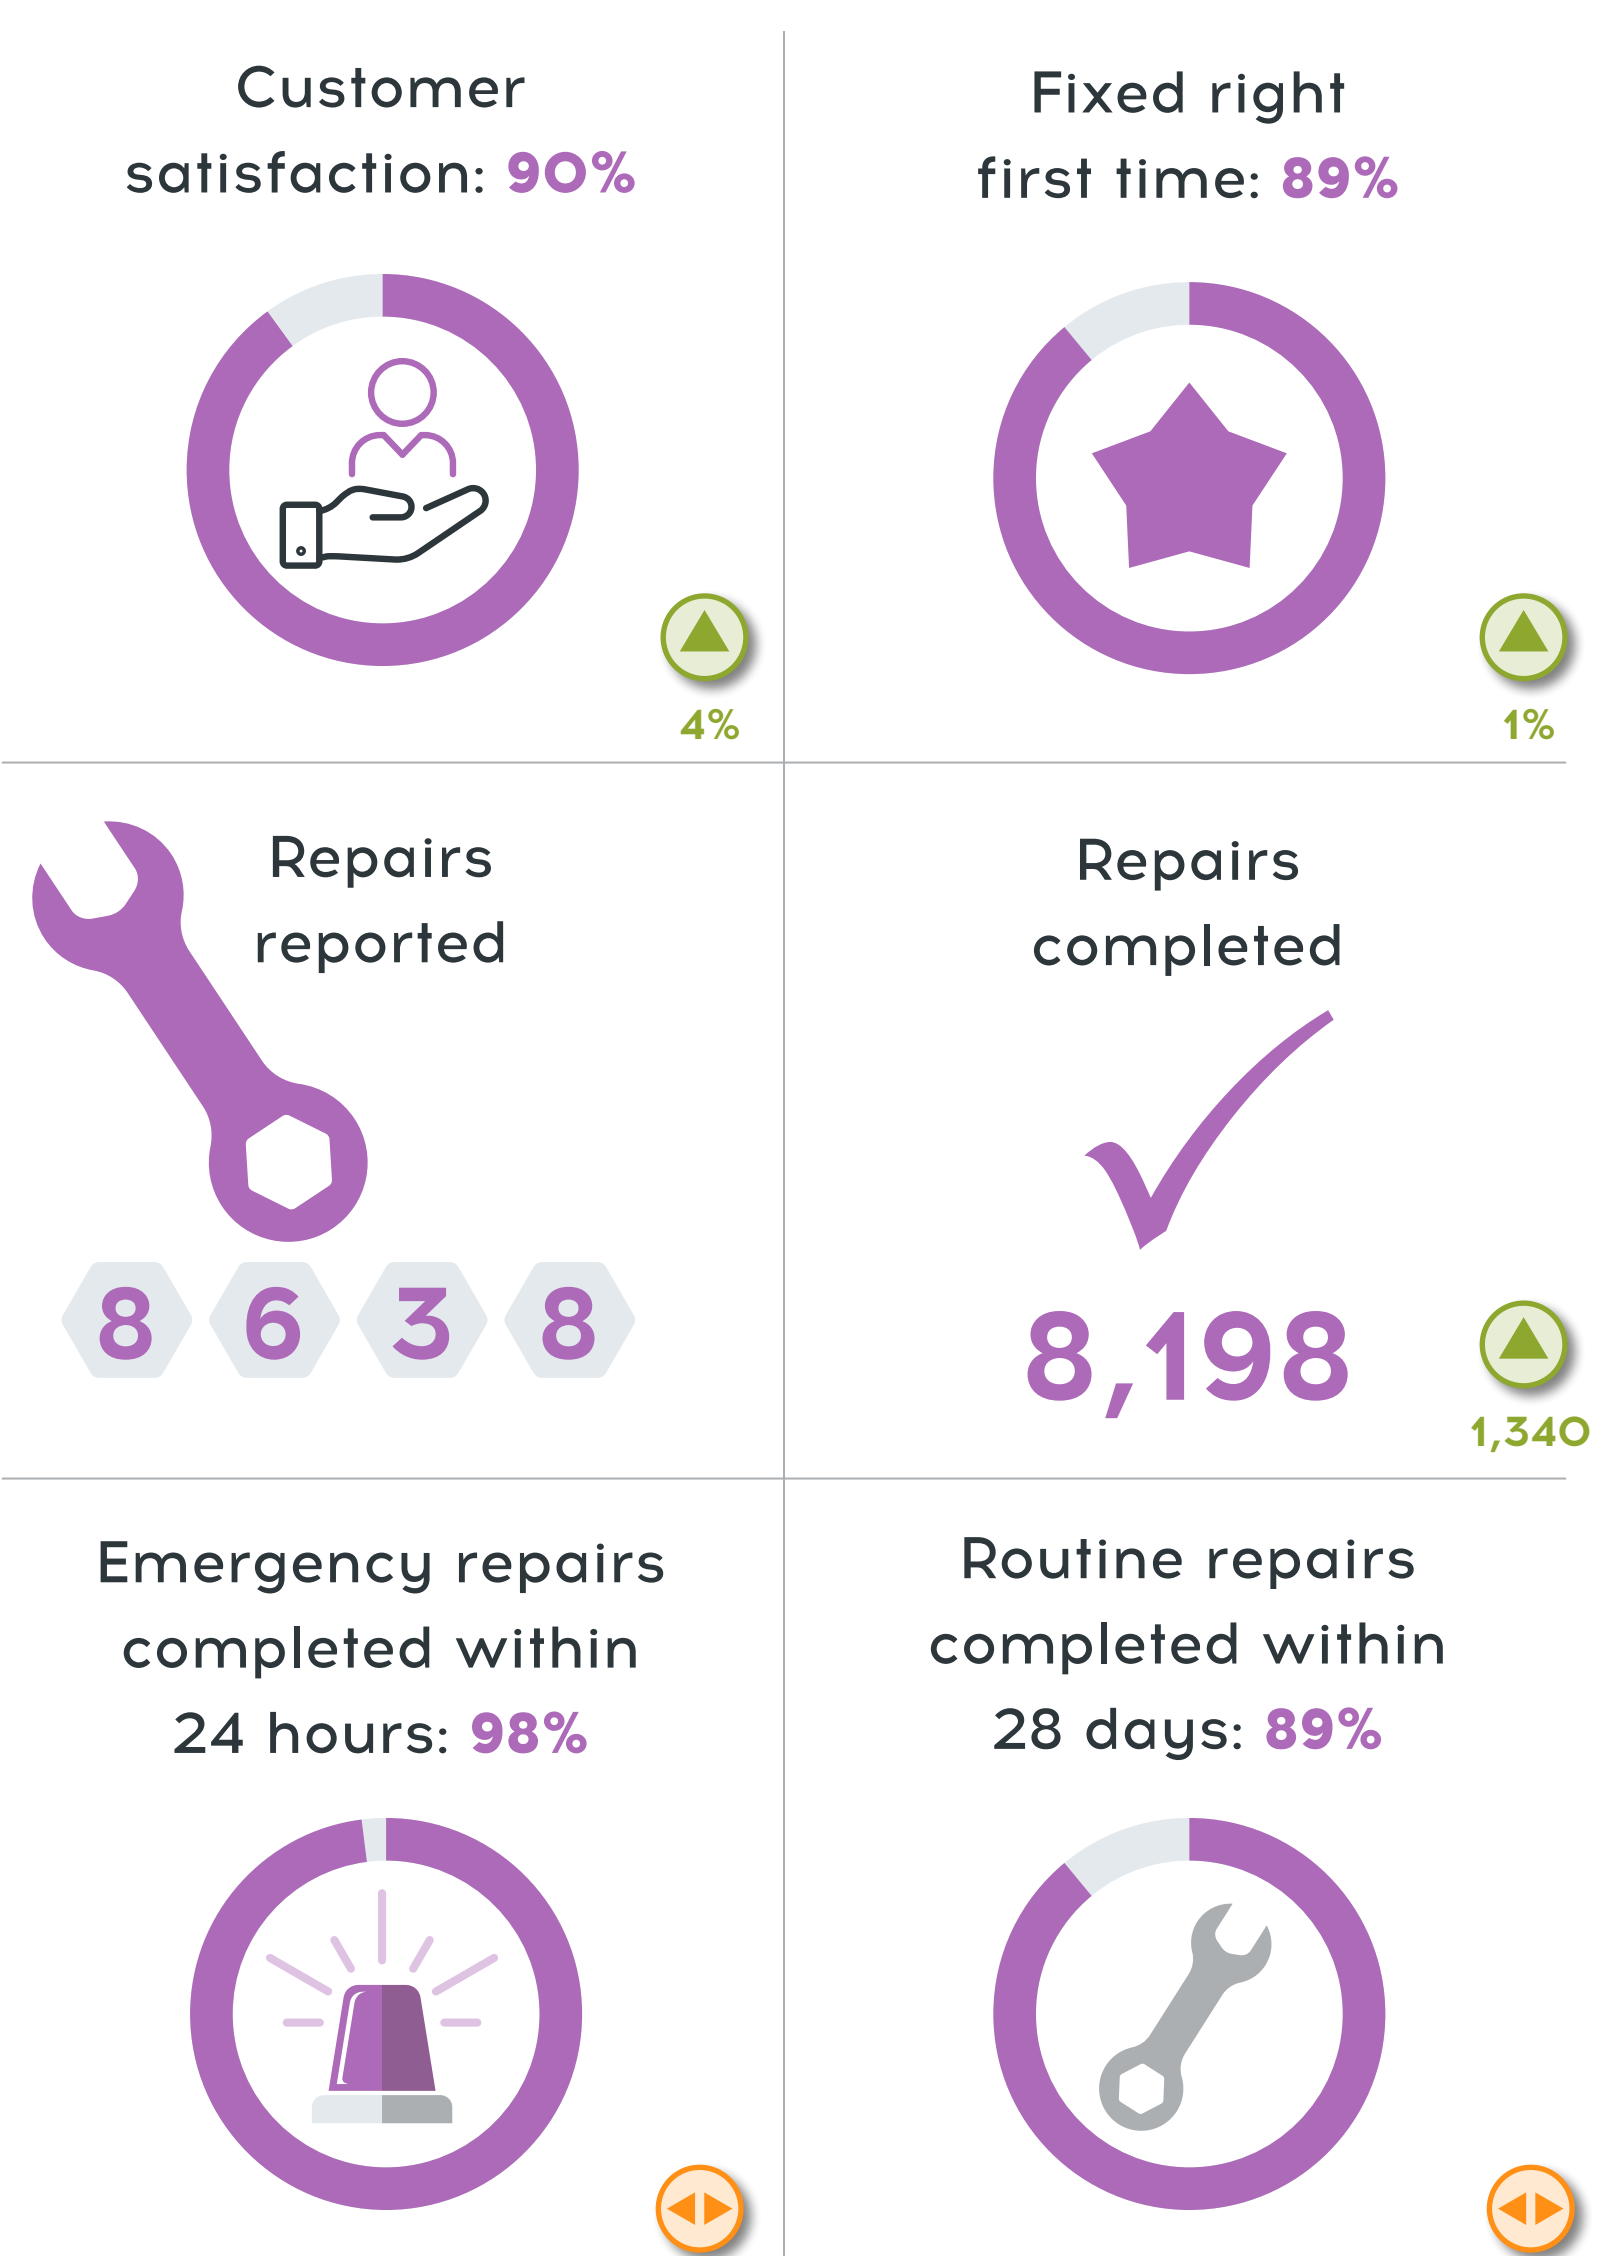 Customer
satisfaction: 90%
4%
Fixed right
first time: 89%
1%
Repairs
reported
8 6 3 8
Repairs
completed
8,198
1,340
Emergency repairs
completed within
24 hours: 98%
Routine repairs
completed within
28 days: 89%